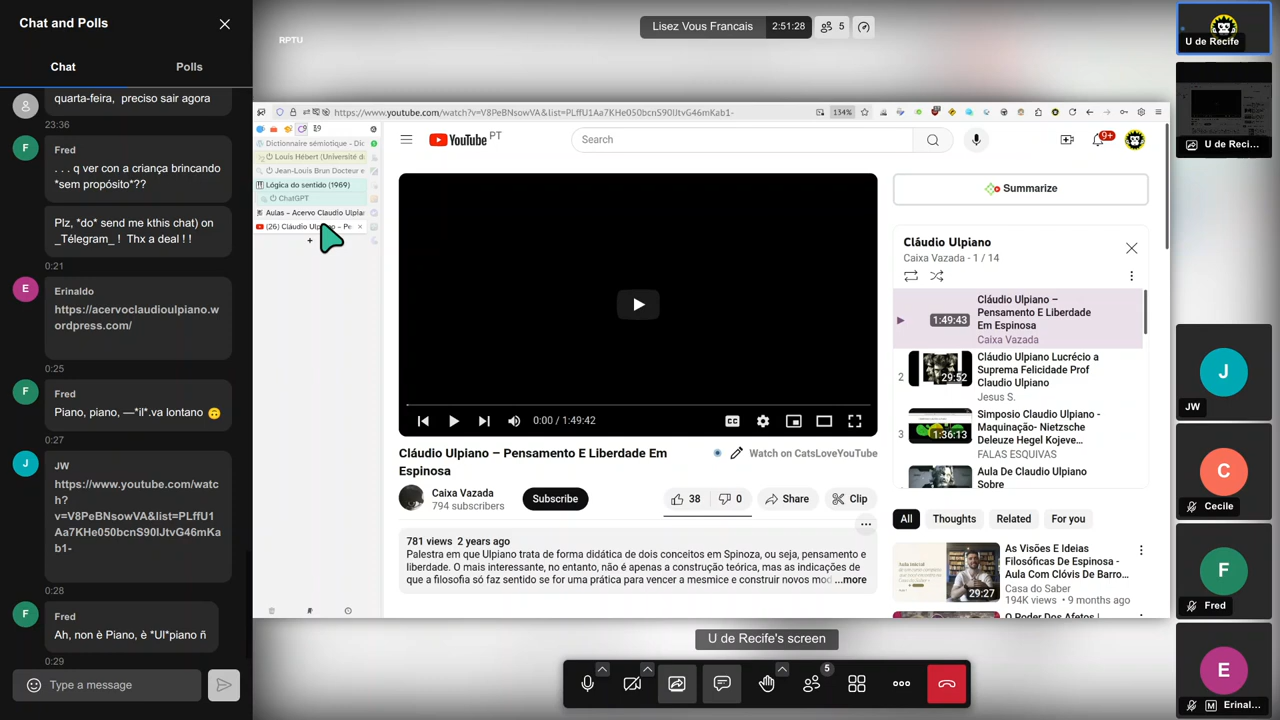 Chat and Polls
Chat
Polls
quarta-feira, preciso sair agora
23:36
F
Fred
. . . q ver con a criança brincando
*sem propósito*??
Plz, *do* send me kthis chat) on
_Télegram_ ! Thx a deal ! !
0:21
E
Erinaldo
https://acervoclaudioulpiano.w
ordpress.com/
0:25
F
Fred
Piano, piano, —*il*.va lontano 🙃
0:27
J
JW
https://www.youtube.com/watc
h?
v=V8PeBNsowVA&list=PLffU1
Aa7KHe050bcnS90IJtvG46mKa
b1-
0:28
F
Fred
Ah, non è Piano, è *Ul*piano ñ
0:29
Type a message
RPTU
Lisez Vous Francais
2:51:28
5
https://www.youtube.com/watch?v=V8PeBNsowVA&list=PLffU1Aa7KHe050bcnS90IJtvG46mKab1-
134%
Dictionnaire sémiotique - Dic
Louis Hébert (Université d
Jean-Louis Brun Docteur e
Lógica do sentido (1969)
ChatGPT
Aulas – Acervo Claudio Ulpia
(26) Cláudio Ul
YouTube
PT
Search
9+
0:00 / 1:49:42
Cláudio Ulpiano – Pensamento E Liberdade Em
Espinosa
Watch on CatsLoveYouTube
Caixa Vazada
794 subscribers
Subscribe
38
0
Share
Clip
781 views 2 years ago
Palestra em que Ulpiano trata de forma didática de dois conceitos em Spinoza, ou seja, pensamento e
liberdade. O mais interessante, no entanto, não é apenas a construção teórica, mas as indicações de
que a filosofia só faz sentido se for uma prática para vencer a mesmice e construir novos mod ...more
Summarize
Cláudio Ulpiano
Caixa Vazada - 1 / 14
1:49:43
Cláudio Ulpiano –
Pensamento E Liberdade
Em Espinosa
Caixa Vazada
2
29:52
Cláudio Ulpiano Lucrécio a
Suprema Felicidade Prof
Claudio Ulpiano
Jesus S.
3
1:36:13
Simposio Claudio Ulpiano -
Maquinação- Nietzsche
Deleuze Hegel Kojeve...
FALAS ESQUIVAS
Aula De Claudio Ulpiano
Sobre
All
Thoughts
Related
For you
29:27
As Visões E Ideias
Filosóficas De Espinosa -
Aula Com Clóvis De Barro...
Casa do Saber
194K views • 9 months ago
O Poder Dos Afetos |
U de Recife's screen
5
U de Recife
U de Reci...
J
JW
C
Cecile
F
Fred
E
M
Erinal...